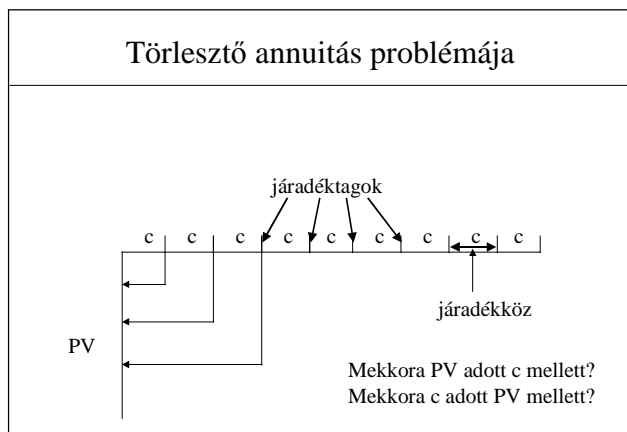 Törlesztő annuitás problémája
járadéktagok
c c c c c c c c c
járadékköz
PV
Mekkora PV adott c mellett?
Mekkora c adott PV mellett?